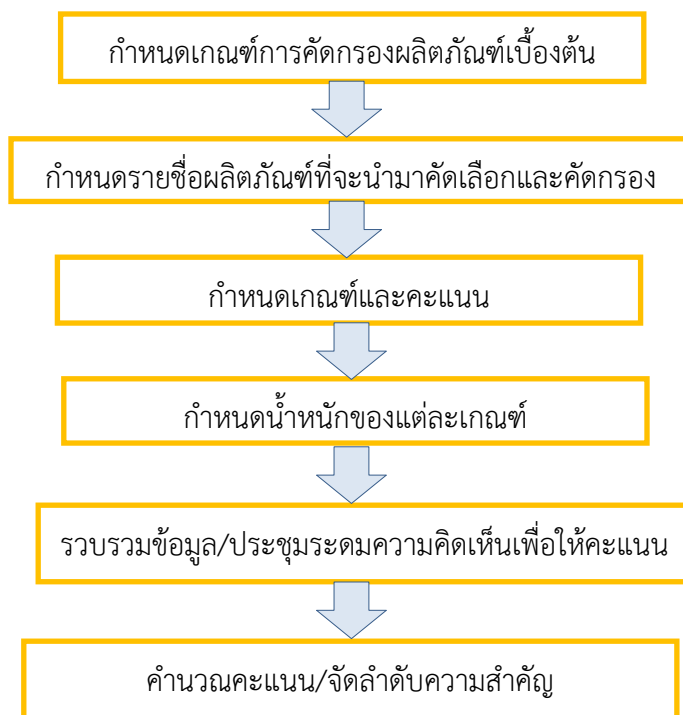 กำหนดเกณฑ์การคัดกรองผลิตภัณฑ์เบื้องต้น
กำหนดรายชื่อผลิตภัณฑ์ที่จะนำมาคัดเลือกและคัดกรอง
กำหนดเกณฑ์และคะแนน
กำหนดน้ำหนักของแต่ละเกณฑ์
รวบรวมข้อมูล/ประชุมระดมความคิดเห็นเพื่อให้คะแนน
คำนวณคะแนน/จัดลำดับความสำคัญ